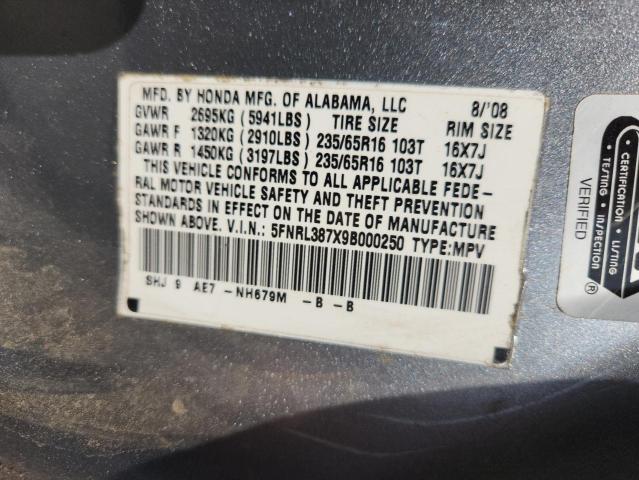 MFD. BY HONDA MFG. OF ALABAMA, LLC 8/'08
GVWR 2695KG (5941LBS) TIRE SIZE RIM SIZE
GAWR F 1320KG (2910LBS) 235/65R16 103T 16X7J
GAWR R 1450KG (3197LBS) 235/65R16 103T 16X7J
THIS VEHICLE CONFORMS TO ALL APPLICABLE FEDE-
RAL MOTOR VEHICLE SAFETY AND THEFT PREVENTION
STANDARDS IN EFFECT ON THE DATE OF MANUFACTURE
SHOWN ABOVE. V.I.N.: 5FNRL387X9B000250 TYPE:MPV
SHJ 9 AE7 -NH679M -B -B
VERIFIED
TESTING • CERTIFICATION
INSPECTION • LISTING
®